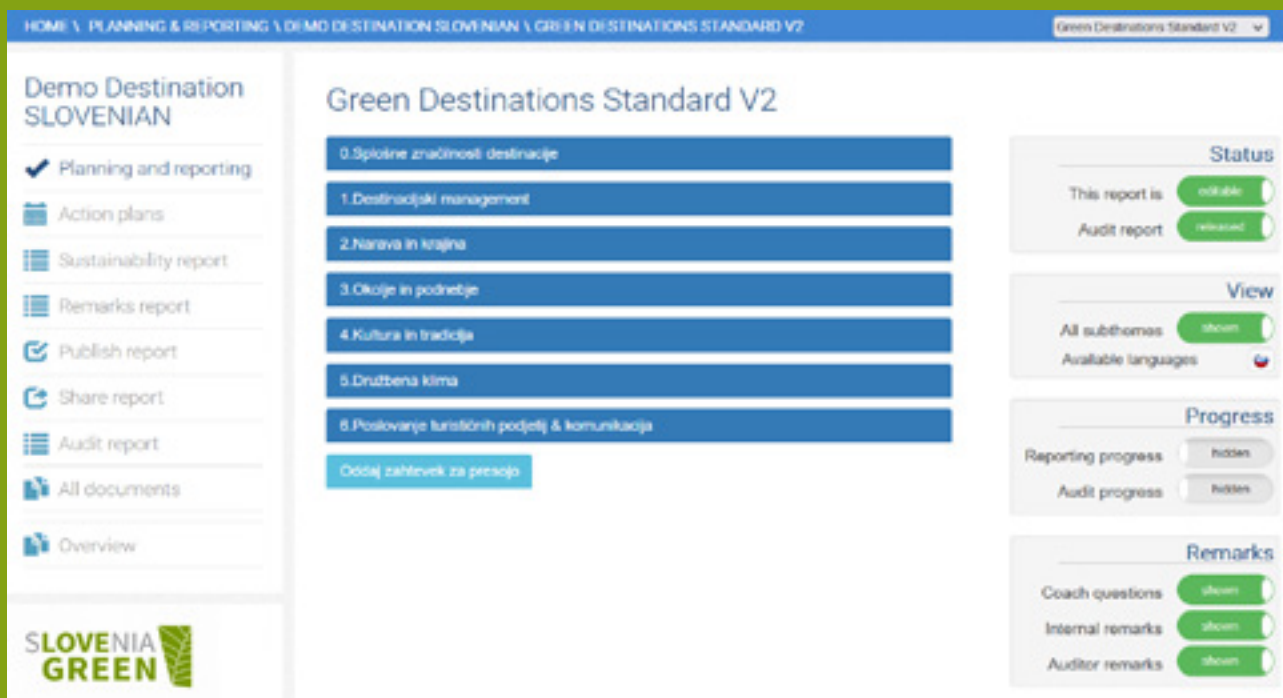 HOME \ PLANNING & REPORTING \ DEMO DESTINATION SLOVENIAN \ GREEN DESTINATIONS STANDARD V2
Green Destinations Standard V2
Demo Destination
SLOVENIAN
Planning and reporting
Action plans
Sustainability report
Remarks report
Publish report
Share report
Audit report
All documents
Overview
SLOVENIA
GREEN
Green Destinations Standard V2
0.Splošne značilnosti destinacije
1.Destinacijski management
2.Narava in krajina
3.Okolje in podnebje
4.Kultura in tradicija
5.Družbena klima
6.Poslovanje turističnih podjetij & komunikacija
Oddaj zahtevek za presojo
Status
This report is editable
Audit report released
View
All subthemes shown
Available languages
Progress
Reporting progress hidden
Audit progress hidden
Remarks
Coach questions shown
Internal remarks shown
Auditor remarks shown